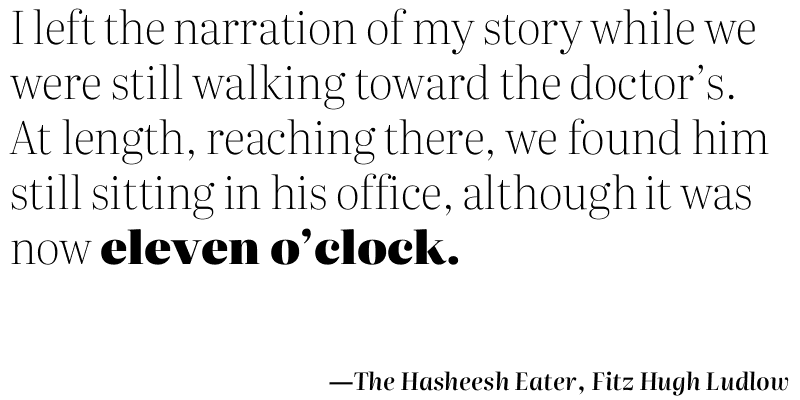 I left the narration of my story while we
were still walking toward the doctor’s.
At length, reaching there, we found him
still sitting in his office, although it was
now eleven o’clock.
—The Hasheesh Eater, Fitz Hugh Ludlow